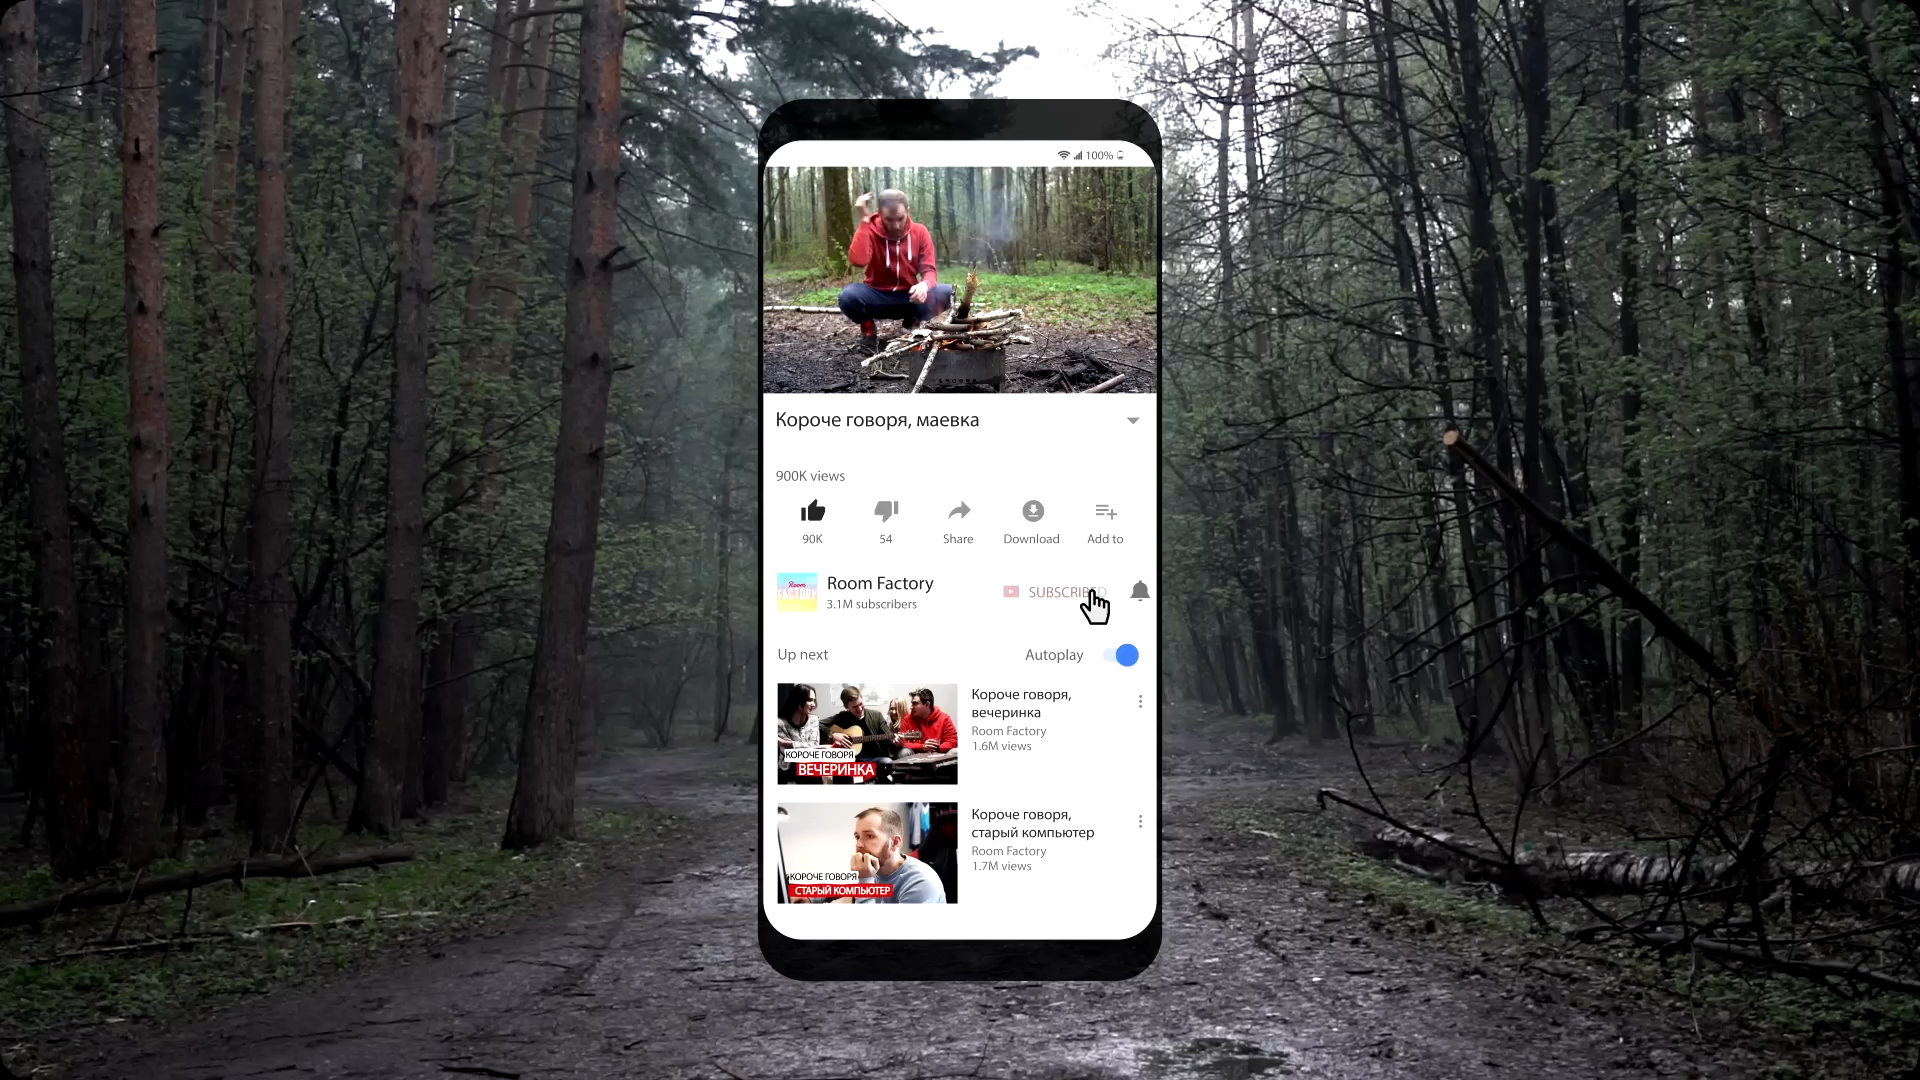 100%
Короче говоря, маевка
900K views
90K
54
Share
Download
Add to
Room
FACTORY
Room Factory
3.1M subscribers
SUBSCRIBED
Up next
Autoplay
Короче говоря,
вечеринка
Room Factory
1.6M views
КОРОЧЕ ГОВОРЯ
ВЕЧЕРИНКА
Короче говоря,
старый компьютер
Room Factory
1.7M views
КОРОЧЕ ГОВОРЯ
СТАРЫЙ КОМПЬЮТЕР